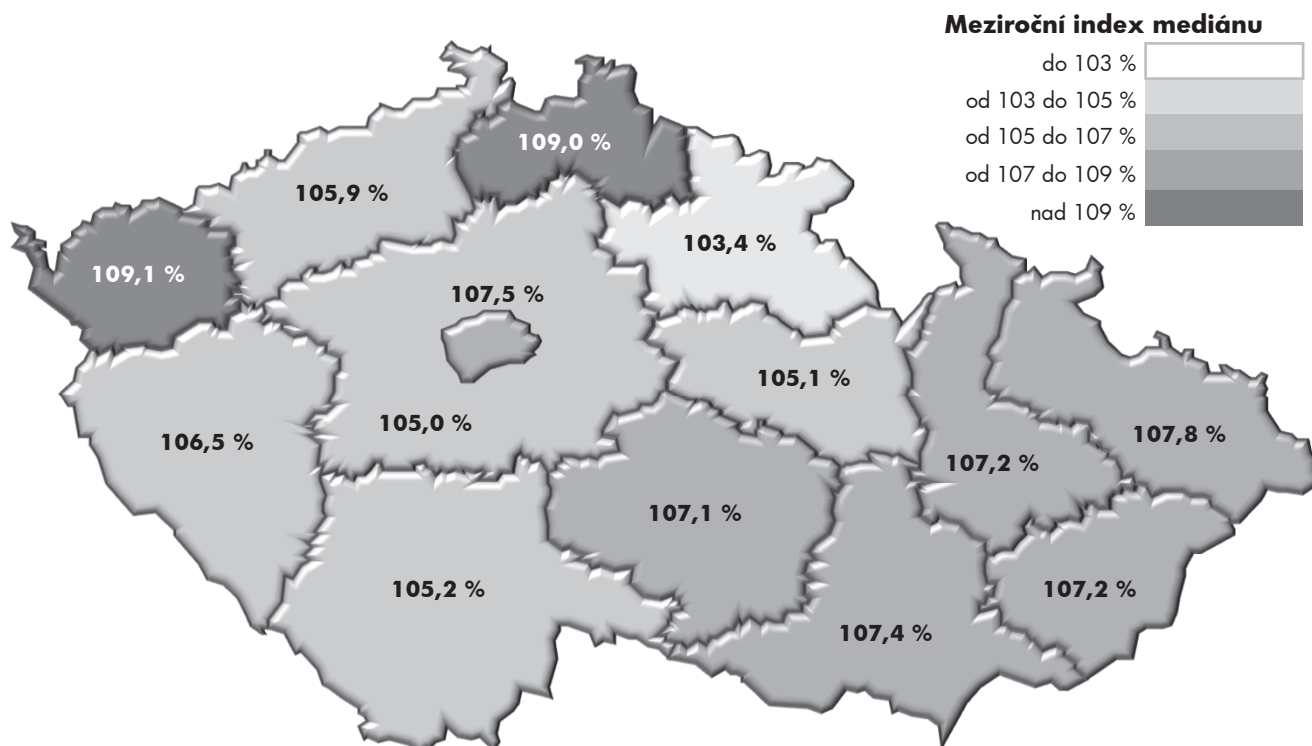 Meziroční index mediánu
do 103 %
od 103 do 105 %
od 105 do 107 %
od 107 do 109 %
nad 109 %
109,0 %
105,9 %
103,4 %
109,1 %
107,5 %
105,1 %
105,0 %
107,8 %
106,5 %
107,2 %
107,1 %
105,2 %
107,2 %
107,4 %